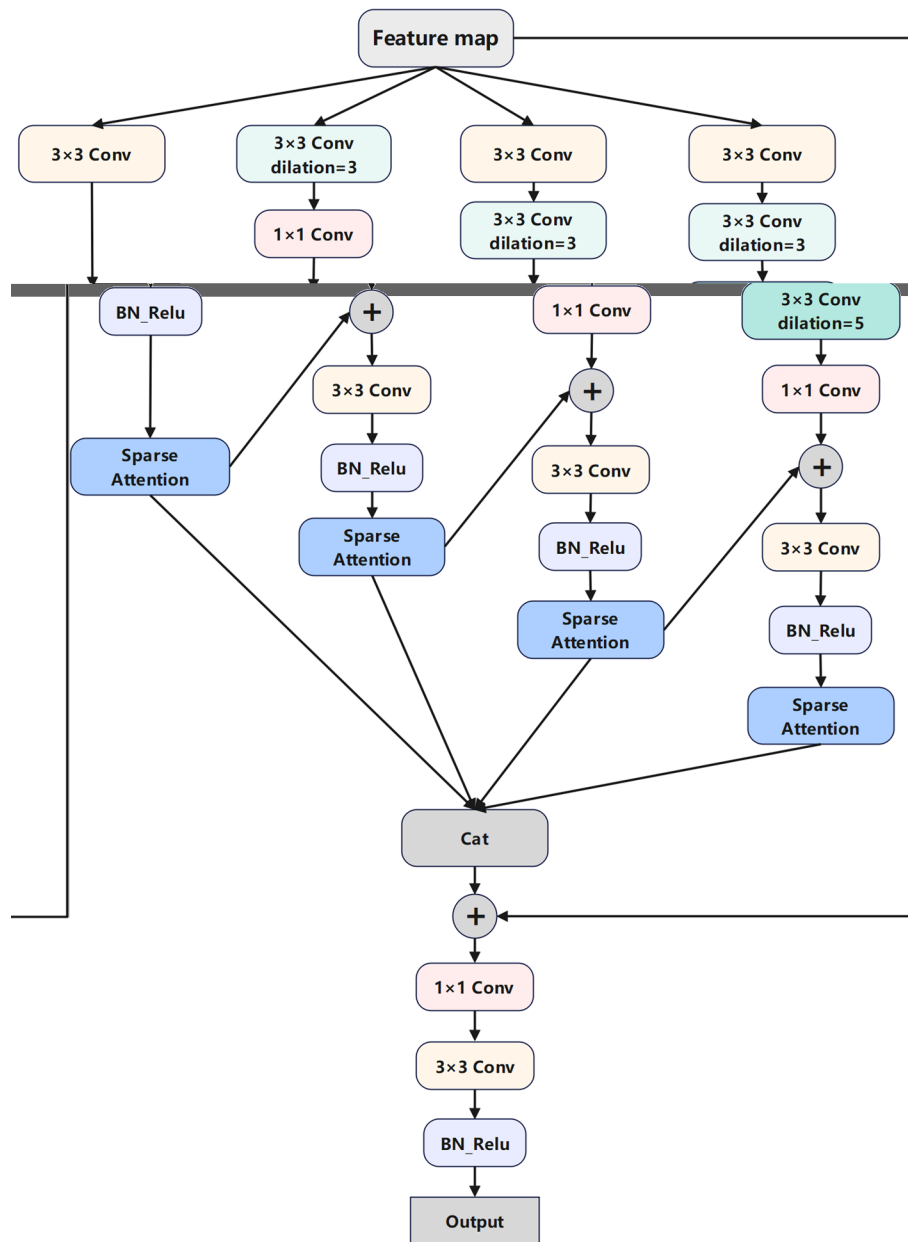 Feature map
3×3 Conv
3×3 Conv
dilation=3
3×3 Conv
3×3 Conv
1×1 Conv
3×3 Conv
dilation=3
3×3 Conv
dilation=3
BN_Relu
+
1×1 Conv
3×3 Conv
dilation=5
3×3 Conv
+
1×1 Conv
Sparse
Attention
BN_Relu
3×3 Conv
+
Sparse
Attention
BN_Relu
3×3 Conv
Sparse
Attention
BN_Relu
Sparse
Attention
Cat
+
1×1 Conv
3×3 Conv
BN_Relu
Output